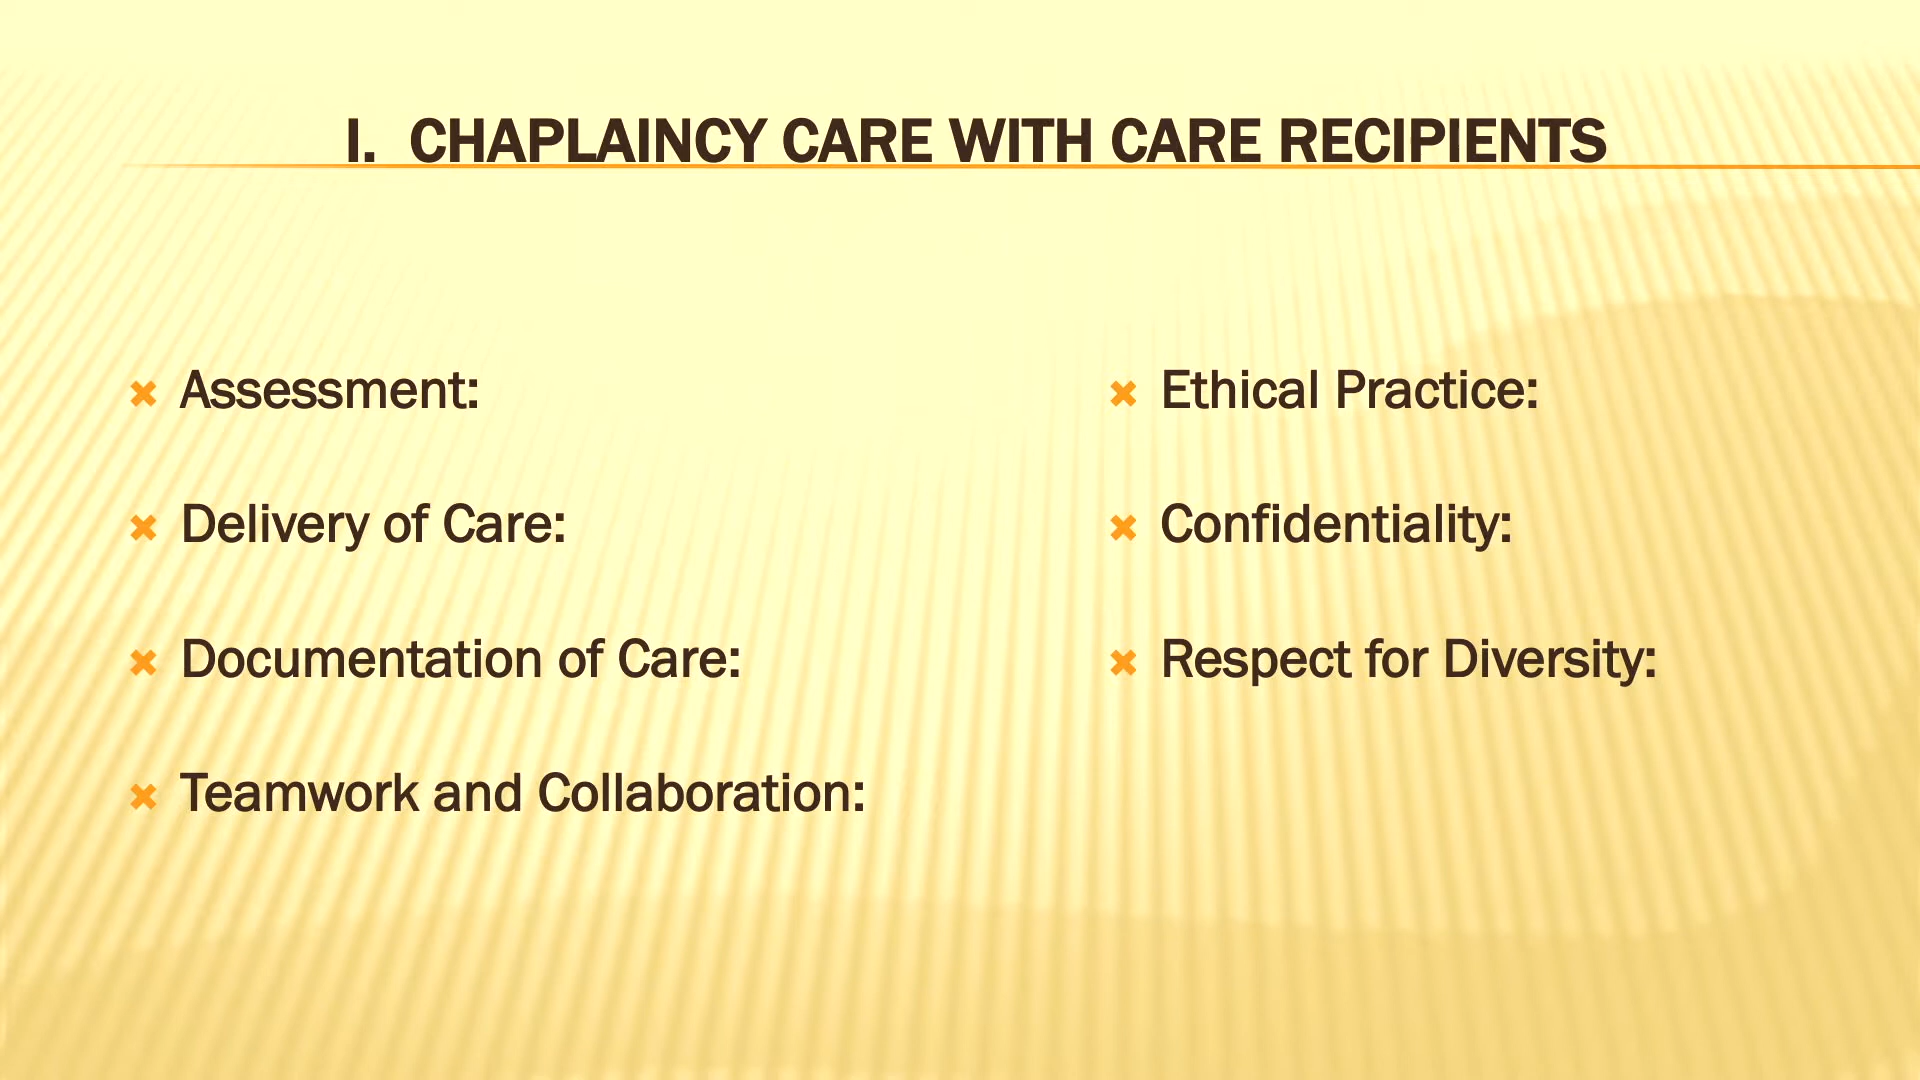 I.  CHAPLAINCY CARE WITH CARE RECIPIENTS
Assessment:
Delivery of Care:
Documentation of Care:
Teamwork and Collaboration:
Ethical Practice:
Confidentiality:
Respect for Diversity: